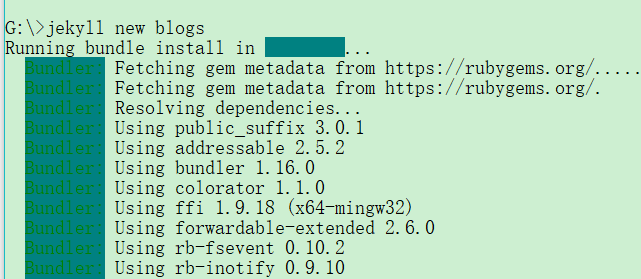 G:\>jekyll new blogs
Running bundle install in ...
Bundler: Fetching gem metadata from https://rubygems.org/.....
Bundler: Fetching gem metadata from https://rubygems.org/.
Bundler: Resolving dependencies...
Bundler: Using public_suffix 3.0.1
Bundler: Using addressable 2.5.2
Bundler: Using bundler 1.16.0
Bundler: Using colorator 1.1.0
Bundler: Using ffi 1.9.18 (x64-mingw32)
Bundler: Using forwardable-extended 2.6.0
Bundler: Using rb-fsevent 0.10.2
Bundler: Using rb-inotify 0.9.10